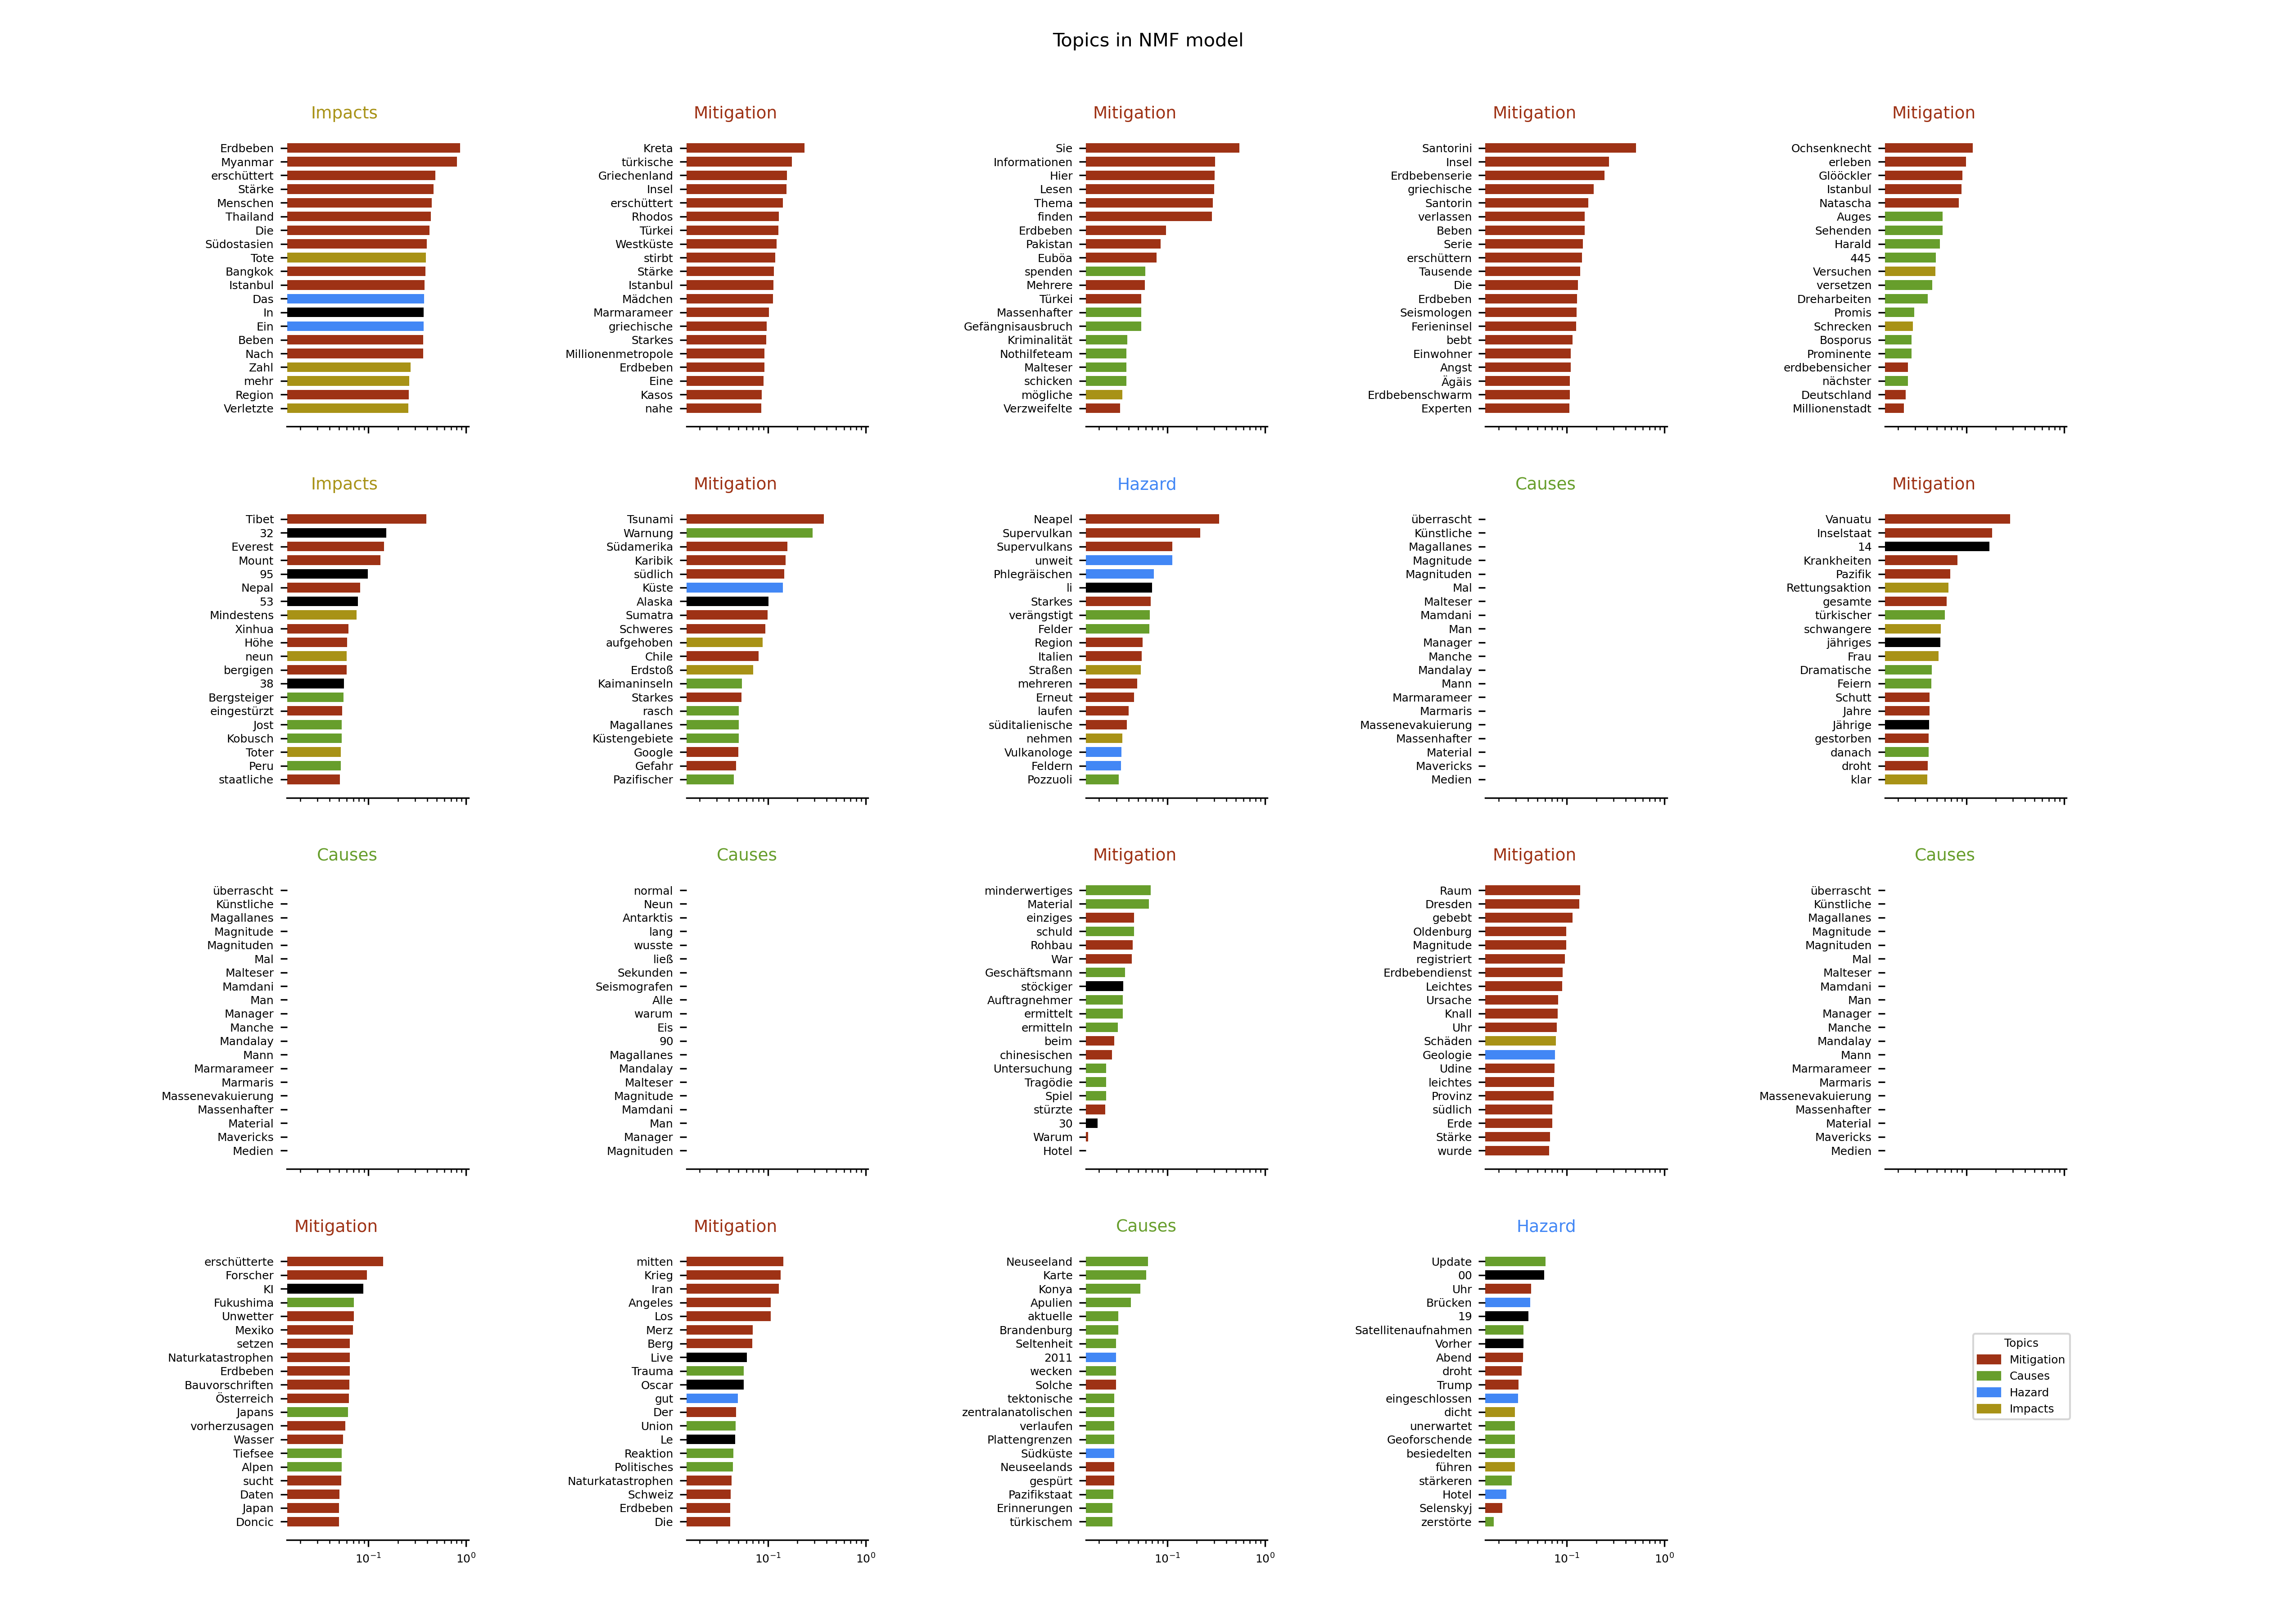 Topics in NMF model
Impacts
Erdbeben
Myanmar
erschüttert
Stärke
Menschen
Thailand
Die
Südostasien
Tote
Bangkok
Istanbul
Das
In
Ein
Beben
Nach
Zahl
mehr
Region
Verletzte
Mitigation
Kreta
türkische
Griechenland
Insel
erschüttert
Rhodos
Türkei
Westküste
stirbt
Stärke
Istanbul
Mädchen
Marmarameer
griechische
Starkes
Millionenmetropole
Erdbeben
Eine
Kasos
nahe
Mitigation
Sie
Informationen
Hier
Lesen
Thema
finden
Erdbeben
Pakistan
Euböa
spenden
Mehrere
Türkei
Massenhafter
Gefängnisausbruch
Kriminalität
Nothilfeteam
Malteser
schicken
mögliche
Verzweifelte
Mitigation
Santorini
Insel
Erdbebenserie
griechische
Santorin
verlassen
Beben
Serie
erschüttern
Tausende
Die
Erdbeben
Seismologen
Ferieninsel
bebt
Einwohner
Angst
Ägäis
Erdbebenschwarm
Experten
Mitigation
Ochsenknecht
erleben
Glööckler
Istanbul
Natascha
Auges
Sehenden
Harald
445
Versuchen
versetzen
Dreharbeiten
Promis
Schrecken
Bosporus
Prominente
erdbebensicher
nächster
Deutschland
Millionenstadt
Impacts
Tibet
32
Everest
Mount
95
Nepal
53
Mindestens
Xinhua
Höhe
neun
bergigen
38
Bergsteiger
eingestürzt
Jost
Kobusch
Toter
Peru
staatliche
Mitigation
Tsunami
Warnung
Südamerika
Karibik
südlich
Küste
Alaska
Sumatra
Schweres
aufgehoben
Chile
Erdstoß
Kaimaninseln
Starkes
rasch
Magallanes
Küstengebiete
Google
Gefahr
Pazifischer
Hazard
Neapel
Supervulkan
Supervulkans
unweit
Phlegräischen
li
Starkes
verängstigt
Felder
Region
Italien
Straßen
mehreren
Erneut
laufen
süditalienische
nehmen
Vulkanologe
Feldern
Pozzuoli
Causes
überrascht
Künstliche
Magallanes
Magnitude
Magnituden
Mal
Malteser
Mamdani
Man
Manager
Manche
Mandalay
Mann
Marmarameer
Marmaris
Massenevakuierung
Massenhafter
Material
Mavericks
Medien
Mitigation
Vanuatu
Inselstaat
14
Krankheiten
Pazifik
Rettungsaktion
gesamte
türkischer
schwangere
jähriges
Frau
Dramatische
Feiern
Schutt
Jahre
Jährige
gestorben
danach
droht
klar
Causes
überrascht
Künstliche
Magallanes
Magnitude
Magnituden
Mal
Malteser
Mamdani
Man
Manager
Manche
Mandalay
Mann
Marmarameer
Marmaris
Massenevakuierung
Massenhafter
Material
Mavericks
Medien
Causes
normal
Neun
Antarktis
lang
wusste
ließ
Sekunden
Seismografen
Alle
warum
Eis
90
Magallanes
Mandalay
Malteser
Magnitude
Mamdani
Man
Manager
Magnituden
Mitigation
minderwertiges
Material
einziges
schuld
Rohbau
War
Geschäftsmann
stöckiger
Auftragnehmer
ermittelt
ermitteln
beim
chinesischen
Untersuchung
Tragödie
Spiel
stürzte
30
Warum
Hotel
Mitigation
Raum
Dresden
gebebt
Oldenburg
Magnitude
registriert
Erdbebendienst
Leichtes
Ursache
Knall
Uhr
Schäden
Geologie
Udine
leichtes
Provinz
südlich
Erde
Stärke
wurde
Causes
überrascht
Künstliche
Magallanes
Magnitude
Magnituden
Mal
Malteser
Mamdani
Man
Manager
Manche
Mandalay
Mann
Marmarameer
Marmaris
Massenevakuierung
Massenhafter
Material
Mavericks
Medien
Mitigation
erschütterte
Forscher
KI
Fukushima
Unwetter
Mexiko
setzen
Naturkatastrophen
Erdbeben
Bauvorschriften
Österreich
Japans
vorherzusagen
Wasser
Tiefsee
Alpen
sucht
Daten
Japan
Doncic
10⁻¹ 10⁰
Mitigation
mitten
Krieg
Iran
Angeles
Los
Merz
Berg
Live
Trauma
Oscar
gut
Der
Union
Le
Reaktion
Politisches
Naturkatastrophen
Schweiz
Erdbeben
Die
10⁻¹ 10⁰
Causes
Neuseeland
Karte
Konya
Apulien
aktuelle
Brandenburg
Seltenheit
2011
wecken
Solche
tektonische
zentralanatolischen
verlaufen
Plattengrenzen
Südküste
Neuseelands
gespürt
Pazifikstaat
Erinnerungen
türkischem
10⁻¹ 10⁰
Hazard
Update
00
Uhr
Brücken
19
Satellitenaufnahmen
Vorher
Abend
droht
Trump
eingeschlossen
dicht
unerwartet
Geoforschende
besiedelten
führen
stärkeren
Hotel
Selenskyj
zerstörte
10⁻¹ 10⁰
Topics
Mitigation
Causes
Hazard
Impacts